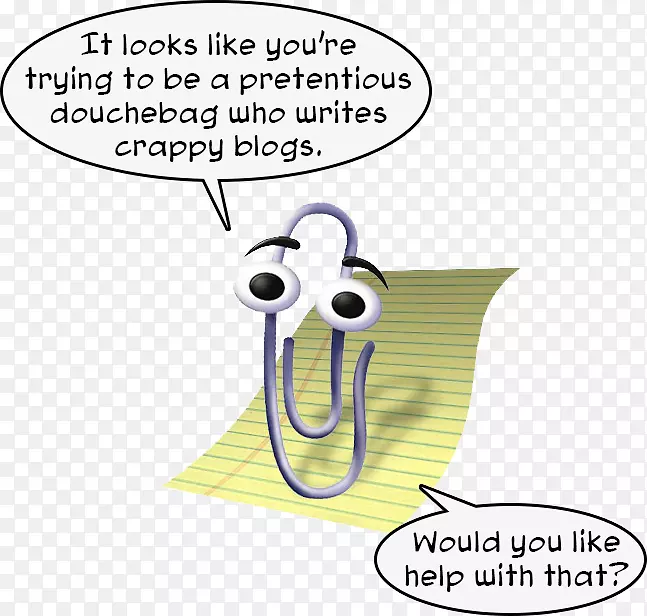 It looks like you're
trying to be a pretentious
douchebag who writes
crappy blogs.
Would you like
help with that?